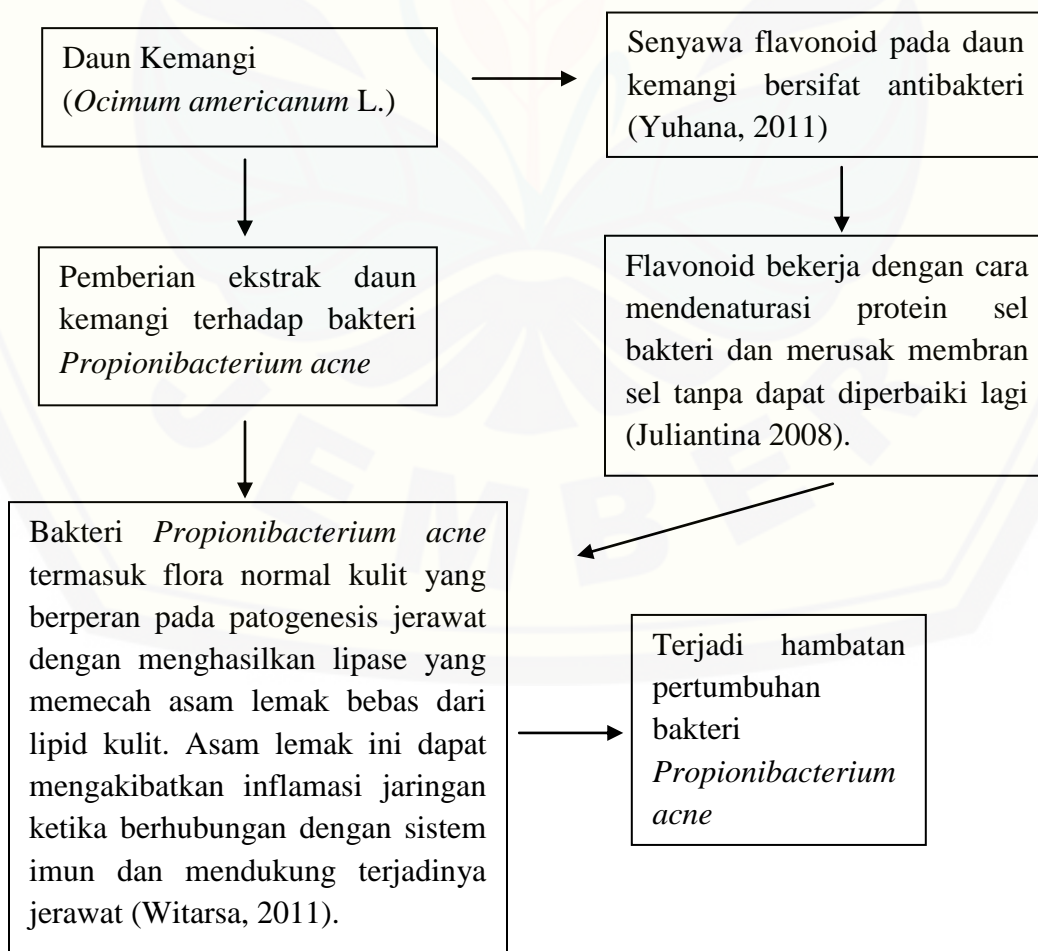 Daun Kemangi
(Ocimum americanum L.)
Senyawa flavonoid pada daun
kemangi bersifat antibakteri
(Yuhana, 2011)
Pemberian ekstrak daun
kemangi terhadap bakteri
Propionibacterium acne
Flavonoid bekerja dengan cara
mendenaturasi protein sel
bakteri dan merusak membran
sel tanpa dapat diperbaiki lagi
(Juliantina 2008).
Bakteri Propionibacterium acne
termasuk flora normal kulit yang
berperan pada patogenesis jerawat
dengan menghasilkan lipase yang
memecah asam lemak bebas dari
lipid kulit. Asam lemak ini dapat
mengakibatkan inflamasi jaringan
ketika berhubungan dengan sistem
imun dan mendukung terjadinya
jerawat (Witarsa, 2011).
Terjadi hambatan
pertumbuhan
bakteri
Propionibacterium
acne
JEMBER